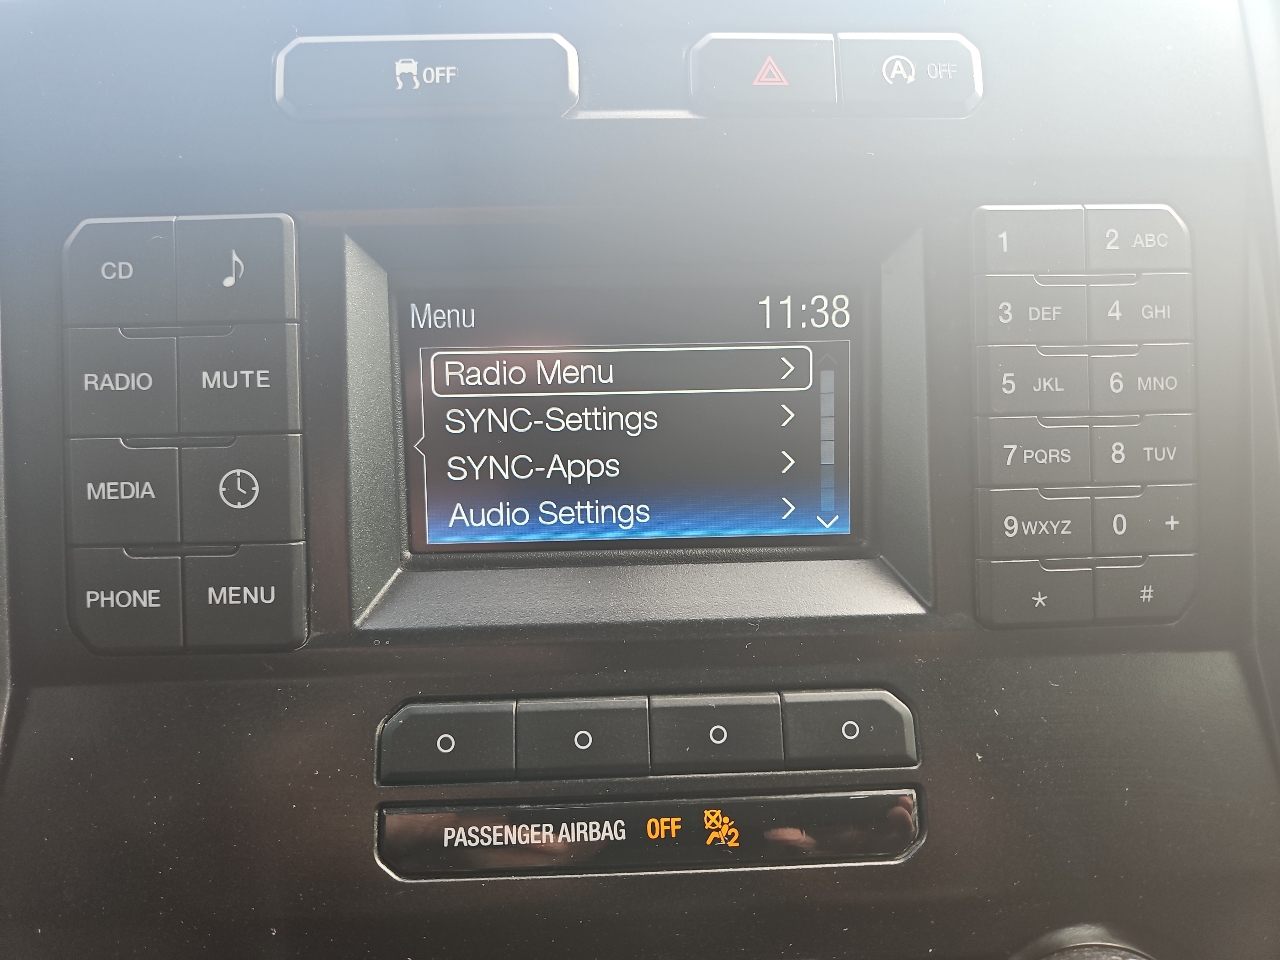 OFF
A OFF
CD
RADIO MUTE
MEDIA
PHONE MENU
Menu 11:38
Radio Menu
SYNC-Settings
SYNC-Apps
Audio Settings
1 2 ABC
3 DEF 4 GHI
5 JKL 6 MNO
7 PQRS 8 TUV
9 WXYZ 0 +
* #
PASSENGER AIRBAG OFF 2